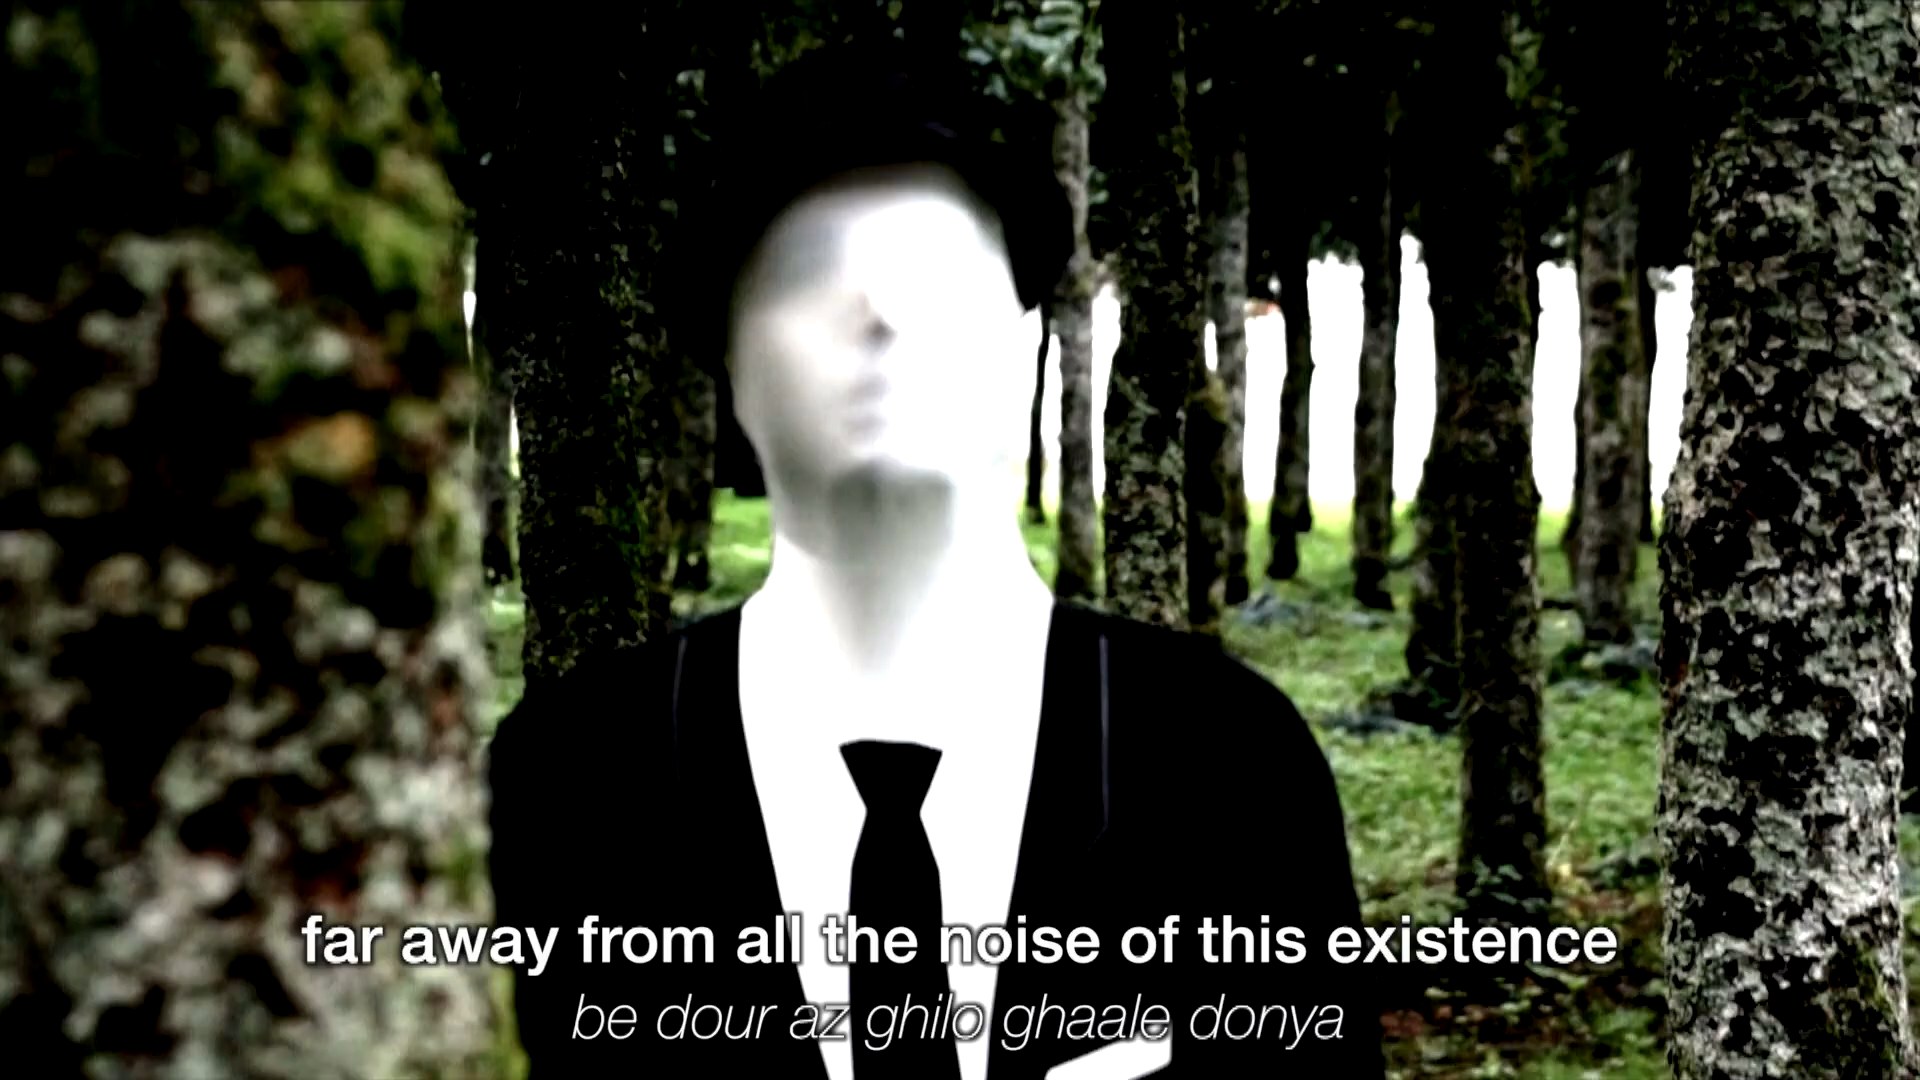 far away from all the noise of this existence
be dour az ghilo ghaale donya